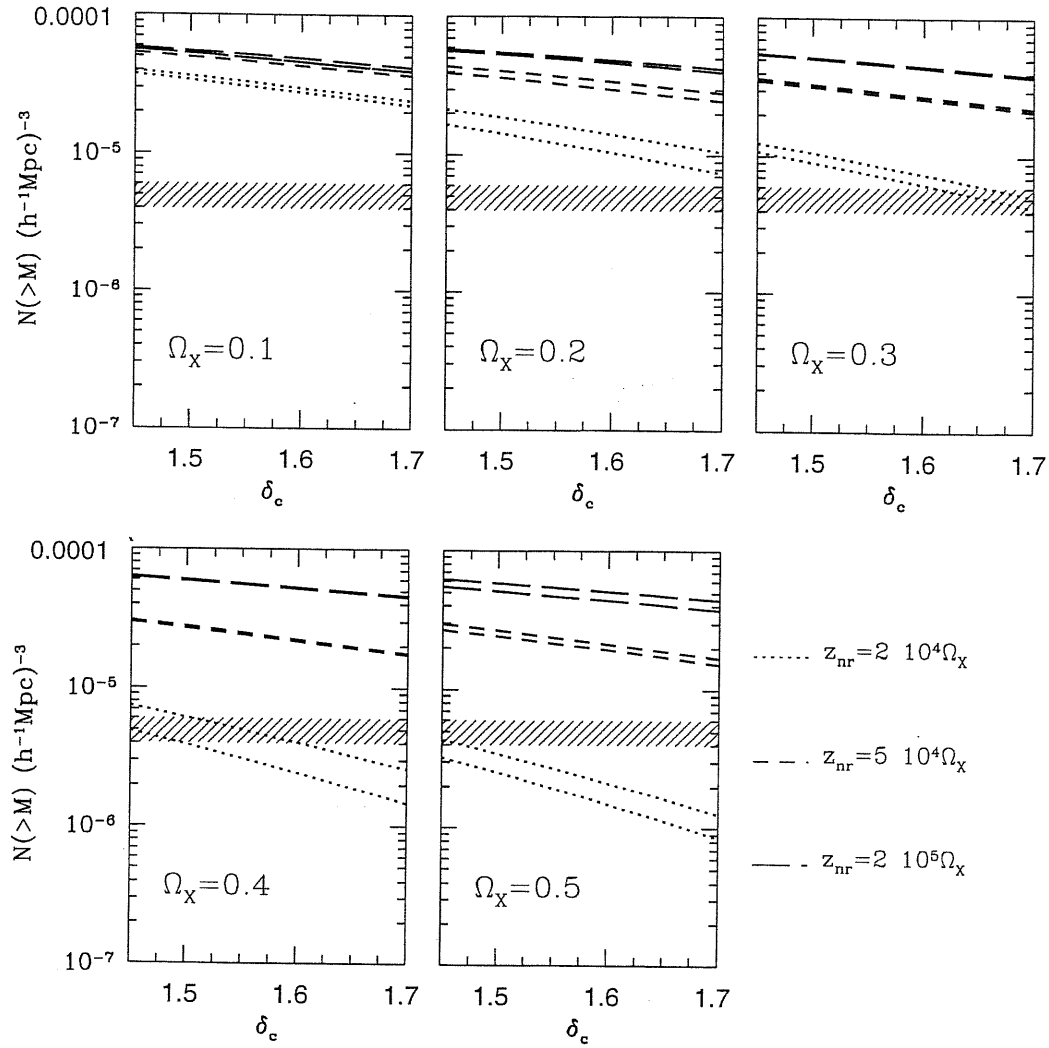 0.0001
10⁻⁵
10⁻⁶
10⁻⁷
N(>M) (h⁻¹Mpc)⁻³
Ω_X=0.1
Ω_X=0.2
Ω_X=0.3
1.5 1.6 1.7
1.5 1.6 1.7
1.5 1.6 1.7
δ_c
δ_c
δ_c
0.0001
10⁻⁵
10⁻⁶
10⁻⁷
N(>M) (h⁻¹Mpc)⁻³
Ω_X=0.4
Ω_X=0.5
1.5 1.6 1.7
1.5 1.6 1.7
δ_c
δ_c
z_nr=2 10⁴Ω_X
z_nr=5 10⁴Ω_X
z_nr=2 10⁵Ω_X